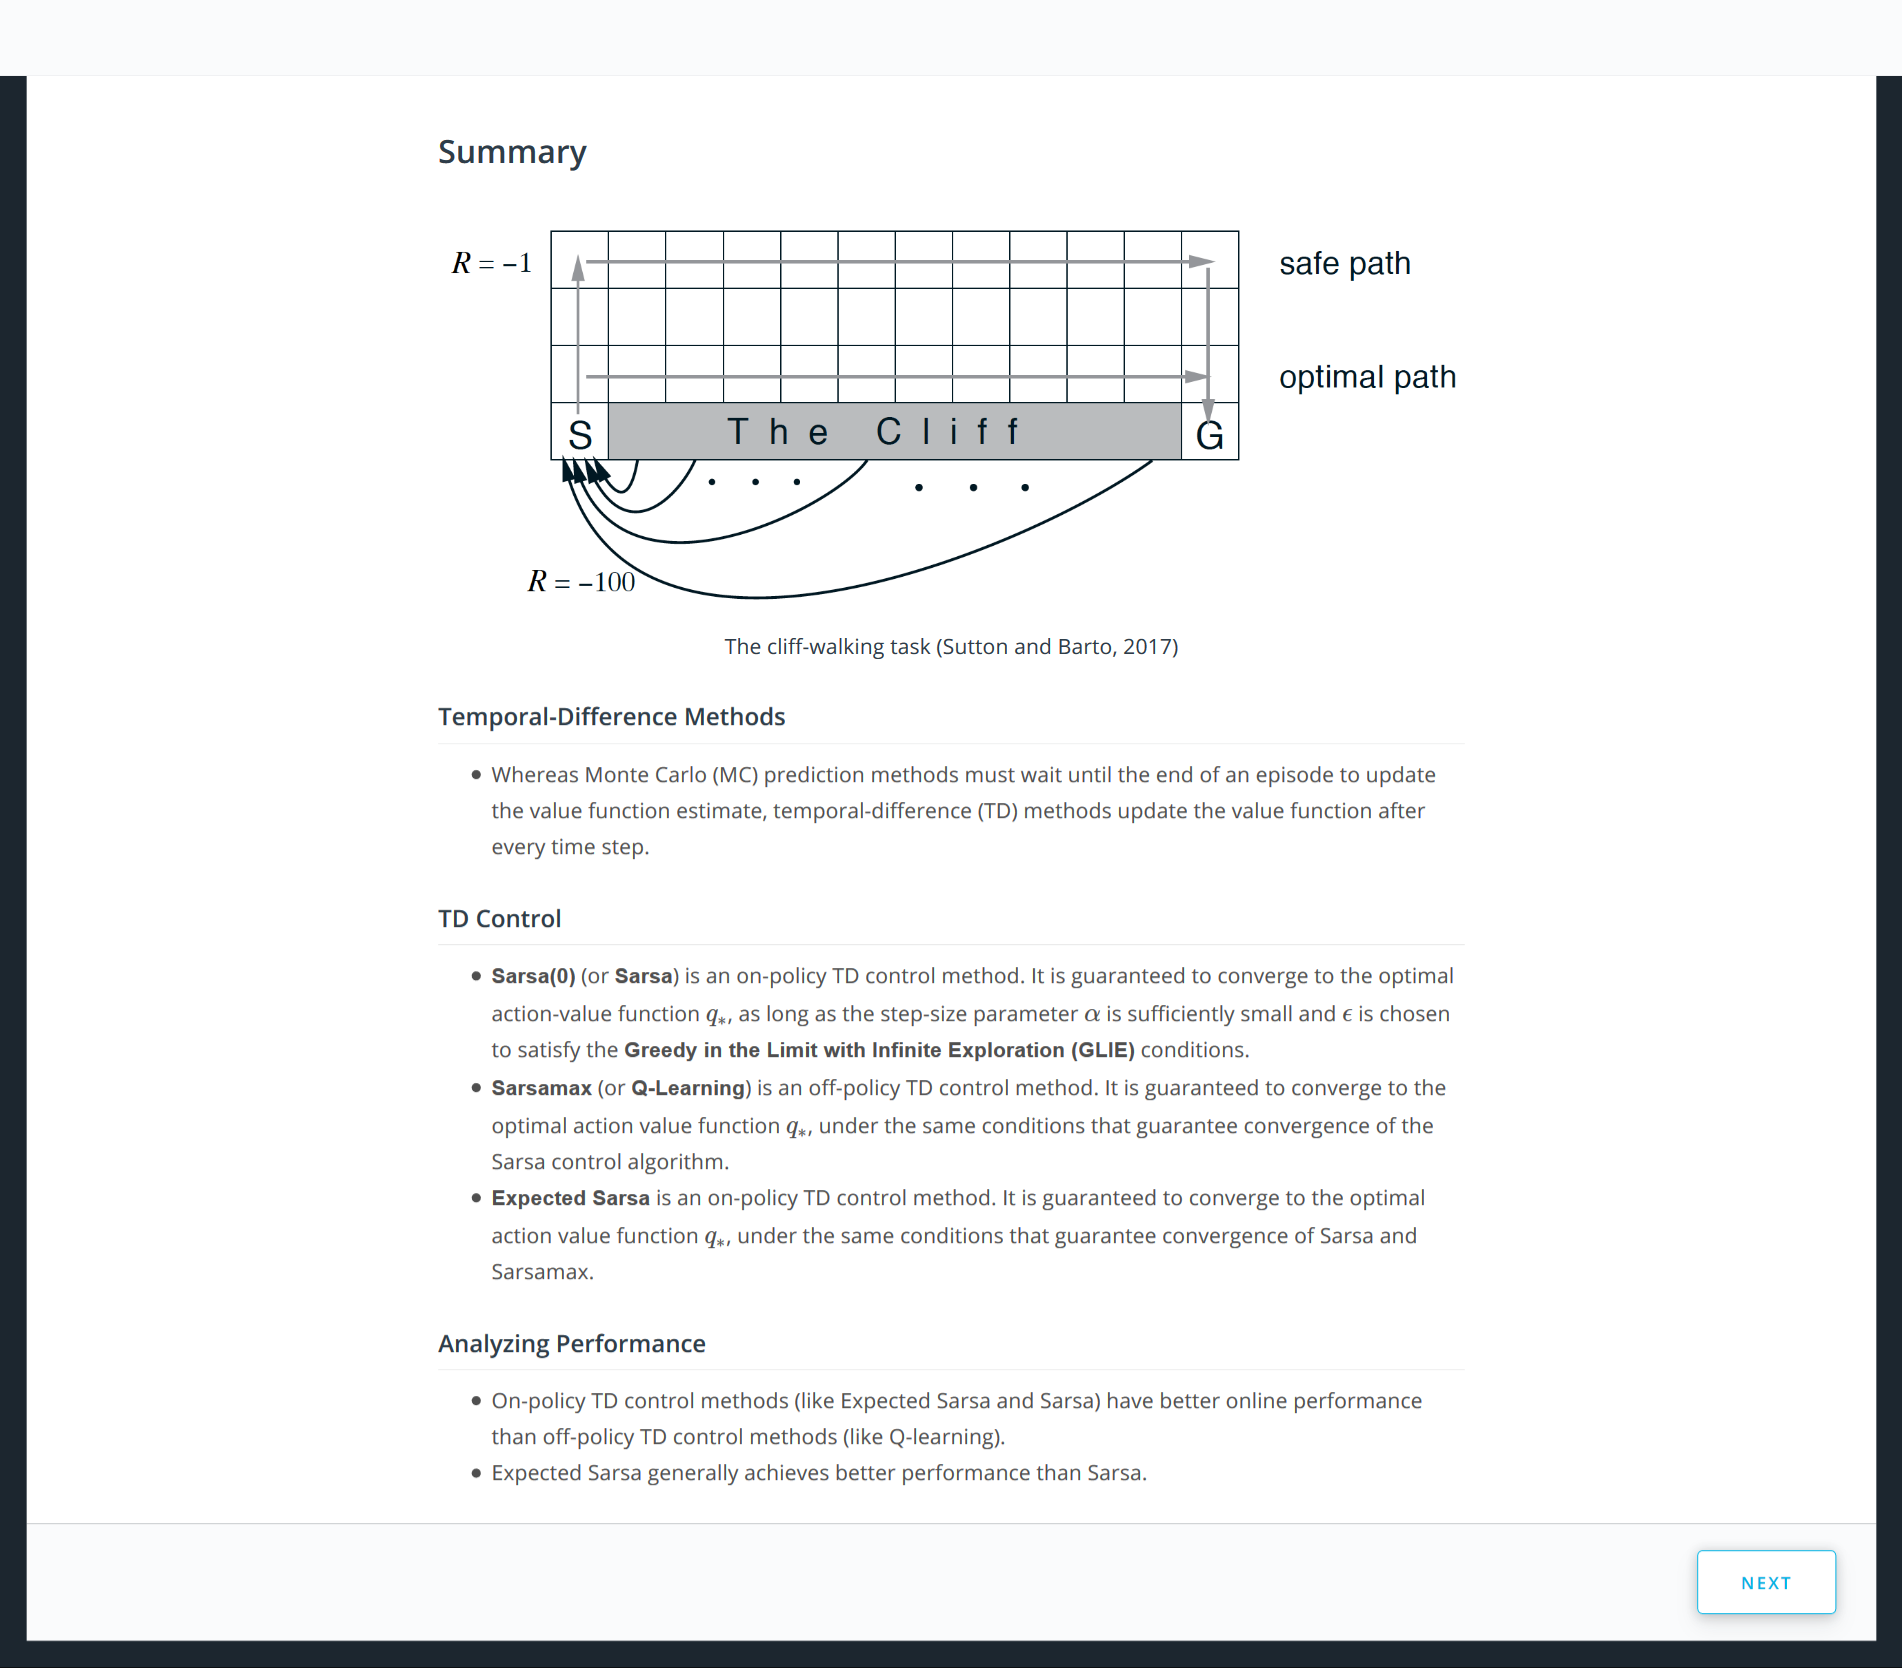 Summary
R = −1
safe path
optimal path
S
The Cliff
G
R = −100
The cliff-walking task (Sutton and Barto, 2017)
Temporal-Difference Methods
Whereas Monte Carlo (MC) prediction methods must wait until the end of an episode to update
the value function estimate, temporal-difference (TD) methods update the value function after
every time step.
TD Control
Sarsa(0) (or Sarsa) is an on-policy TD control method. It is guaranteed to converge to the optimal
action-value function q∗, as long as the step-size parameter α is sufficiently small and ϵ is chosen
to satisfy the Greedy in the Limit with Infinite Exploration (GLIE) conditions.
Sarsamax (or Q-Learning) is an off-policy TD control method. It is guaranteed to converge to the
optimal action value function q∗, under the same conditions that guarantee convergence of the
Sarsa control algorithm.
Expected Sarsa is an on-policy TD control method. It is guaranteed to converge to the optimal
action value function q∗, under the same conditions that guarantee convergence of Sarsa and
Sarsamax.
Analyzing Performance
On-policy TD control methods (like Expected Sarsa and Sarsa) have better online performance
than off-policy TD control methods (like Q-learning).
Expected Sarsa generally achieves better performance than Sarsa.
NEXT